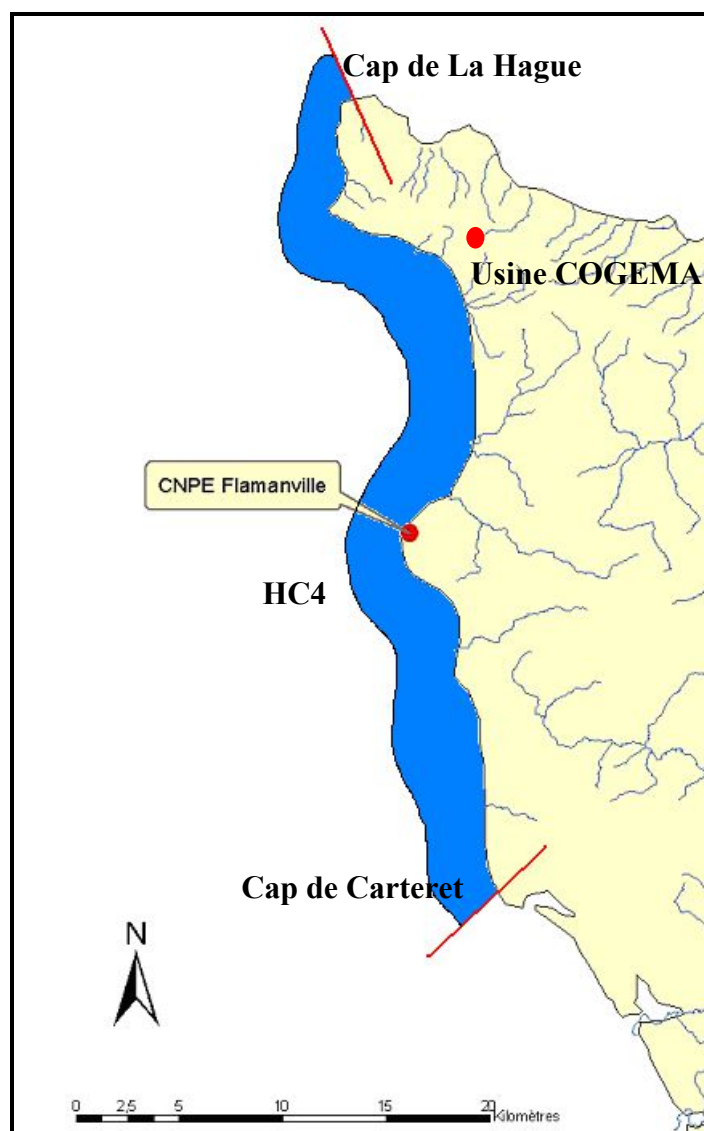 Cap de La Hague
Usine COGEMA
CNPE Flamanville
HC4
Cap de Carteret
N
0 2,5 5 10 15 20
Kilomètres